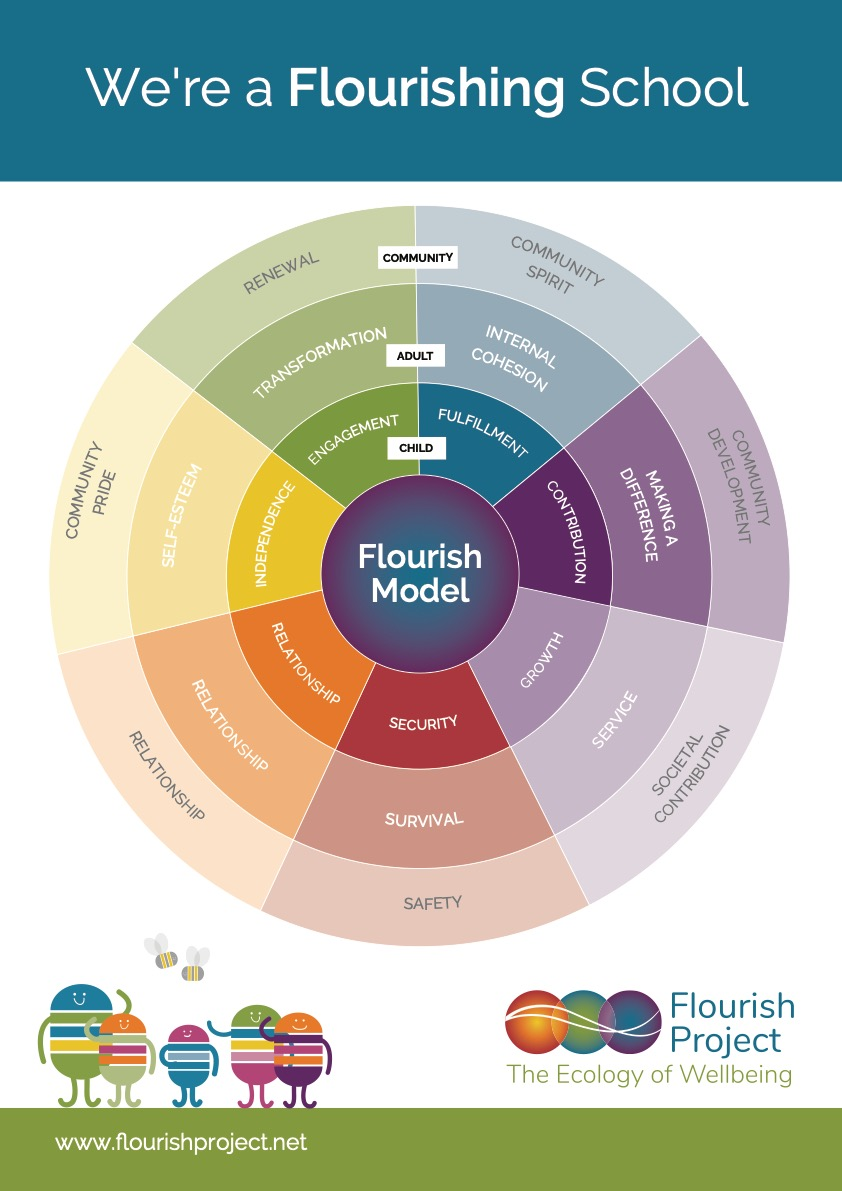 We're a Flourishing School
COMMUNITY
ADULT
CHILD
RENEWAL
COMMUNITY
SPIRIT
COMMUNITY
DEVELOPMENT
SOCIETAL
CONTRIBUTION
SAFETY
RELATIONSHIP
COMMUNITY
PRIDE
TRANSFORMATION
INTERNAL
COHESION
MAKING A
DIFFERENCE
SERVICE
SURVIVAL
RELATIONSHIP
SELF-ESTEEM
ENGAGEMENT
FULFILLMENT
CONTRIBUTION
GROWTH
SECURITY
RELATIONSHIP
INDEPENDENCE
Flourish
Model
Flourish
Project
The Ecology of Wellbeing
www.flourishproject.net